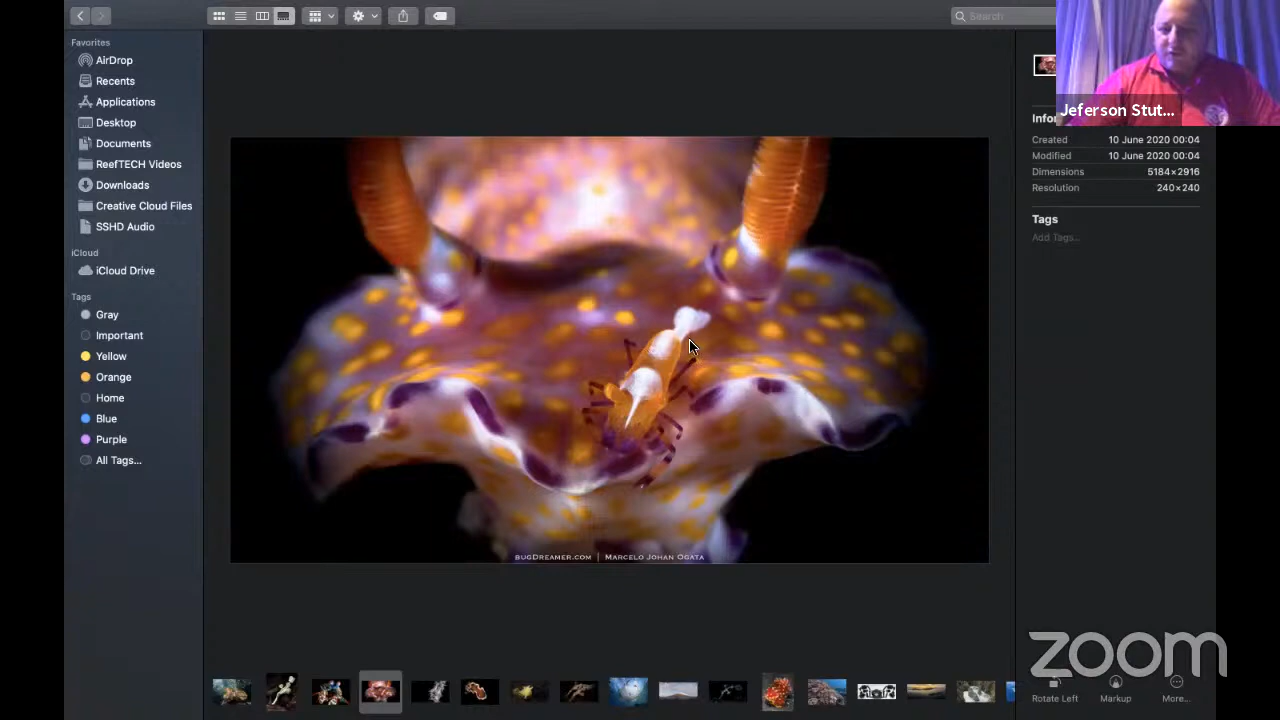 Search
Favorites
AirDrop
Recents
Applications
Desktop
Documents
ReefTECH Videos
Downloads
Creative Cloud Files
SSHD Audio
iCloud
iCloud Drive
Tags
Gray
Important
Yellow
Orange
Home
Blue
Purple
All Tags...
bugDreamer.com | Marcelo Johan Ogata
Jeferson Stut...
Created 10 June 2020 00:04
Modified 10 June 2020 00:04
Dimensions 5184×2916
Resolution 240×240
Tags
Add Tags...
zoom
Rotate Left Markup More...